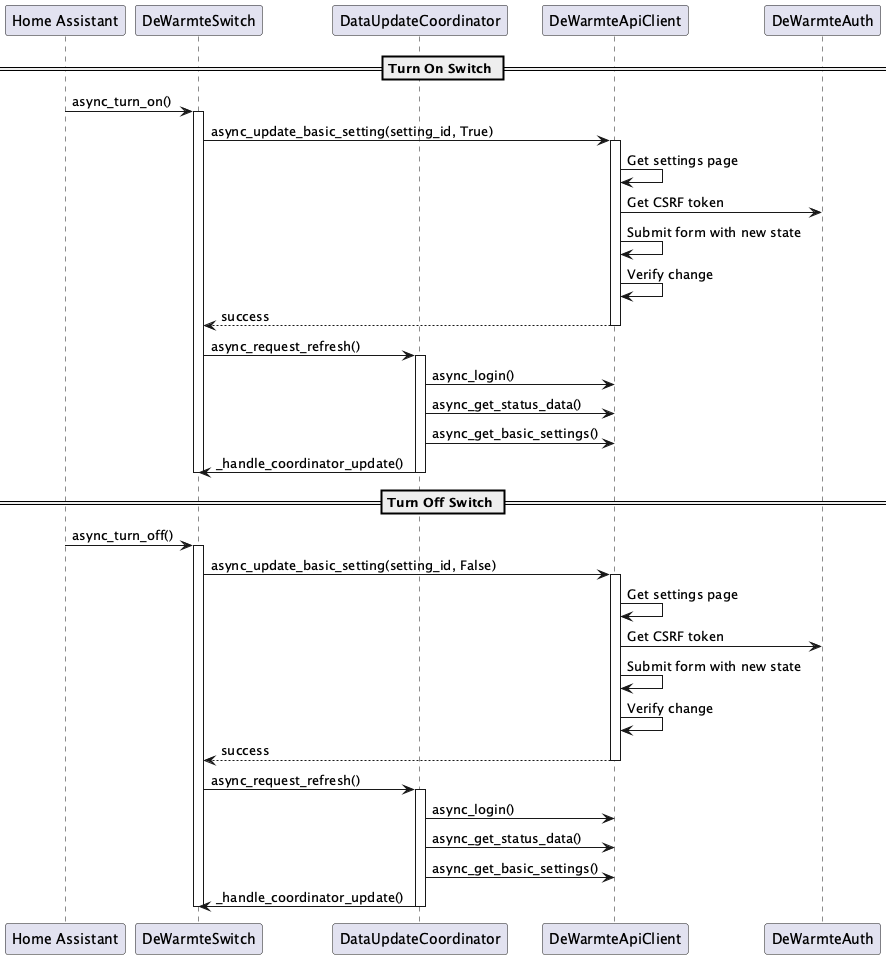 Home Assistant DeWarmteSwitch DataUpdateCoordinator DeWarmteApiClient DeWarmteAuth
Turn On Switch
async_turn_on()
async_update_basic_setting(setting_id, True)
Get settings page
Get CSRF token
Submit form with new state
Verify change
success
async_request_refresh()
async_login()
async_get_status_data()
async_get_basic_settings()
_handle_coordinator_update()
Turn Off Switch
async_turn_off()
async_update_basic_setting(setting_id, False)
Get settings page
Get CSRF token
Submit form with new state
Verify change
success
async_request_refresh()
async_login()
async_get_status_data()
async_get_basic_settings()
_handle_coordinator_update()
Home Assistant DeWarmteSwitch DataUpdateCoordinator DeWarmteApiClient DeWarmteAuth